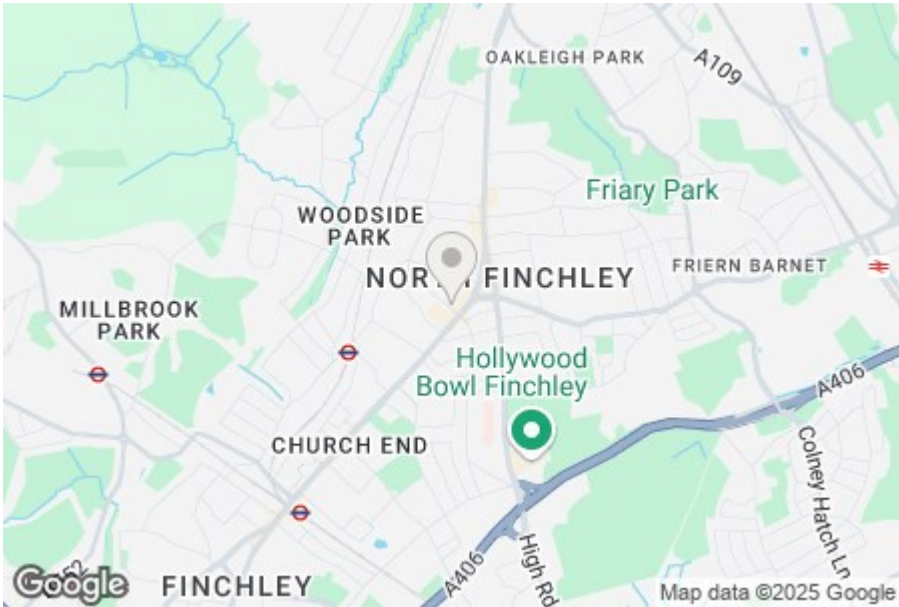 OAKLEIGH PARK
A109
Friary Park
WOODSIDE
PARK
NORTH FINCHLEY
FRIERN BARNET
MILLBROOK
PARK
Hollywood
Bowl Finchley
A406
CHURCH END
Colney Hatch Ln
High Rd
A406
FINCHLEY
Google
Map data ©2025 Google